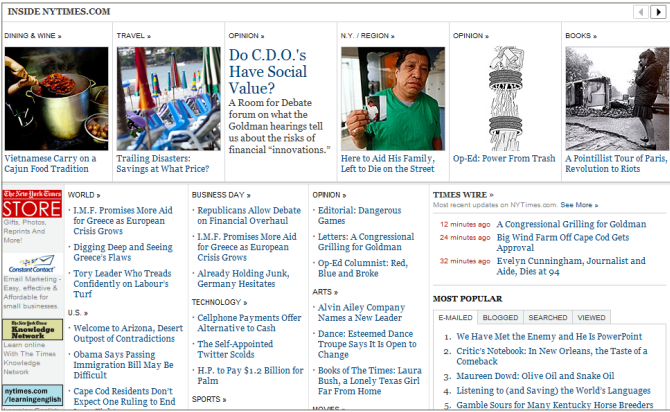 INSIDE NYTIMES.COM
DINING & WINE »
Vietnamese Carry on a
Cajun Food Tradition
TRAVEL »
Trailing Disasters:
Savings at What Price?
OPINION »
Do C.D.O.'s
Have Social
Value?
A Room for Debate
forum on what the
Goldman hearings tell
us about the risks of
financial “innovations.”
N.Y. / REGION »
Here to Aid His Family,
Left to Die on the Street
OPINION »
Op-Ed: Power From Trash
BOOKS »
A Pointillist Tour of Paris,
Revolution to Riots
The New York Times
STORE
Gifts, Photos,
Reprints And
More!
Constant Contact
Email Marketing -
Easy, effective &
Affordable for
small businesses.
The New York Times
Knowledge
Network
Learn online
With The Times
Knowledge
Network
nytimes.com
/learningenglish
WORLD »
I.M.F. Promises More Aid
for Greece as European
Crisis Grows
Digging Deep and Seeing
Greece's Flaws
Tory Leader Who Treads
Confidently on Labour's
Turf
U.S. »
Welcome to Arizona, Desert
Outpost of Contradictions
Obama Says Passing
Immigration Bill May Be
Difficult
Cape Cod Residents Don't
Expect One Ruling to End
BUSINESS DAY »
Republicans Allow Debate
on Financial Overhaul
I.M.F. Promises More Aid
for Greece as European
Crisis Grows
Already Holding Junk,
Germany Hesitates
TECHNOLOGY »
Cellphone Payments Offer
Alternative to Cash
The Self-Appointed
Twitter Scolds
H.P. to Pay $1.2 Billion for
Palm
SPORTS »
OPINION »
Editorial: Dangerous
Games
Letters: A Congressional
Grilling for Goldman
Op-Ed Columnist: Red,
Blue and Broke
ARTS »
Alvin Ailey Company
Names a New Leader
Dance: Esteemed Dance
Troupe Says It Is Open to
Change
Books of The Times: Laura
Bush, a Lonely Texas Girl
Far From Home
MOVIES »
TIMES WIRE »
Most recent updates on NYTimes.com. See More »
12 minutes ago A Congressional Grilling for Goldman
24 minutes ago Big Wind Farm Off Cape Cod Gets
Approval
32 minutes ago Evelyn Cunningham, Journalist and
Aide, Dies at 94
MOST POPULAR
E-MAILED BLOGGED SEARCHED VIEWED
1. We Have Met the Enemy and He Is PowerPoint
2. Critic's Notebook: In New Orleans, the Taste of a
Comeback
3. Maureen Dowd: Olive Oil and Snake Oil
4. Listening to (and Saving) the World's Languages
5. Gamble Sours for Many Kentucky Horse Breeders